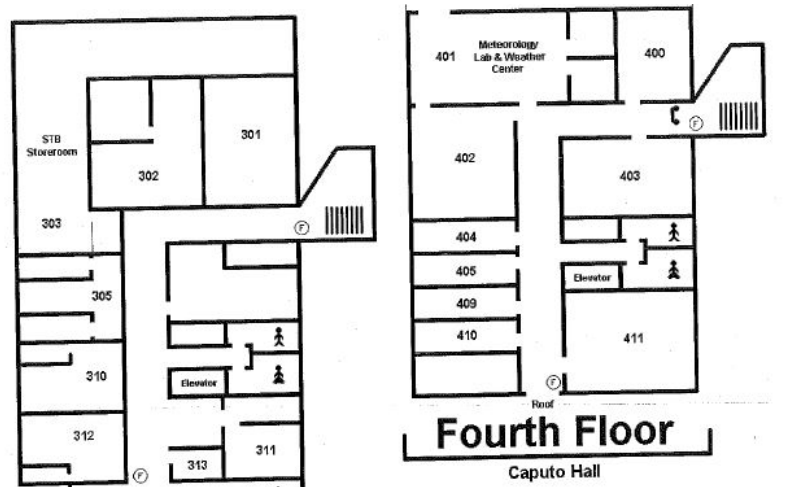 STB
Storeroom
303
302
301
F
305
310
312
Elevator
311
313
F
401
Meteorology
Lab & Weather
Center
400
F
402
403
404
405
409
410
Elevator
411
F
Roof
Fourth Floor
Caputo Hall